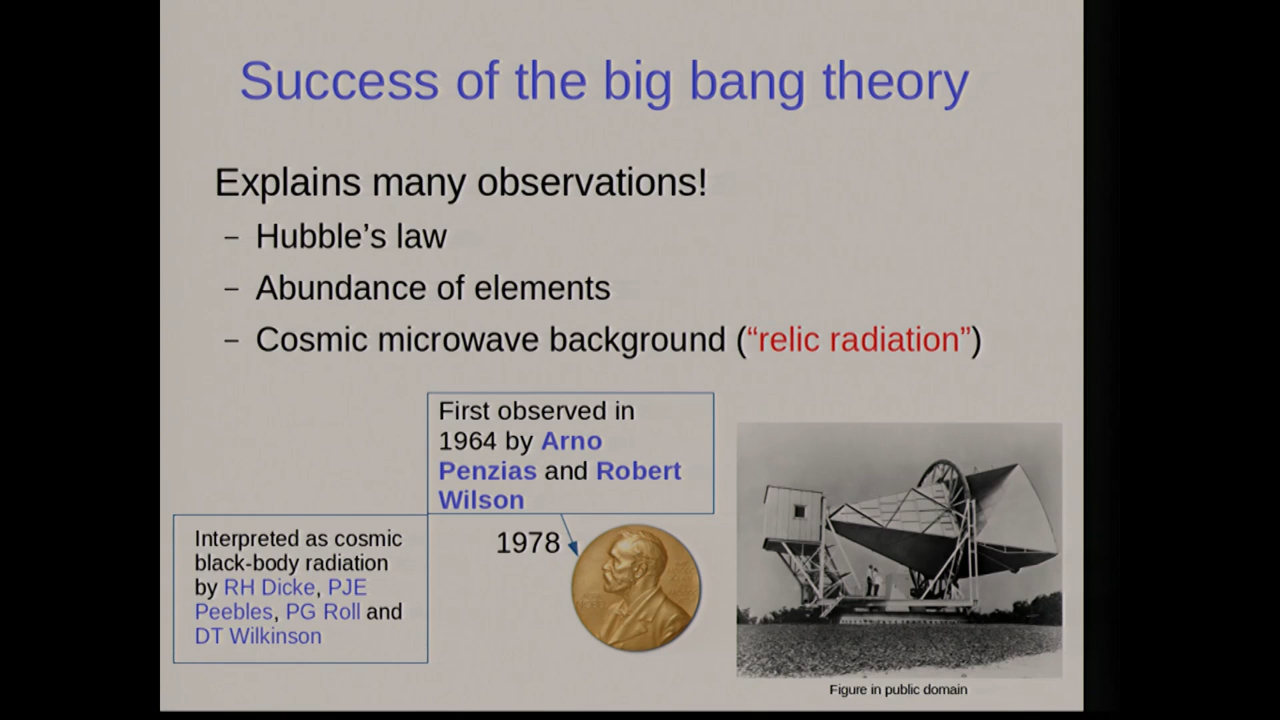 Success of the big bang theory
Explains many observations!
– Hubble’s law
– Abundance of elements
– Cosmic microwave background (“relic radiation”)
First observed in
1964 by Arno
Penzias and Robert
Wilson
Interpreted as cosmic
black-body radiation
by RH Dicke, PJE
Peebles, PG Roll and
DT Wilkinson
1978
Figure in public domain